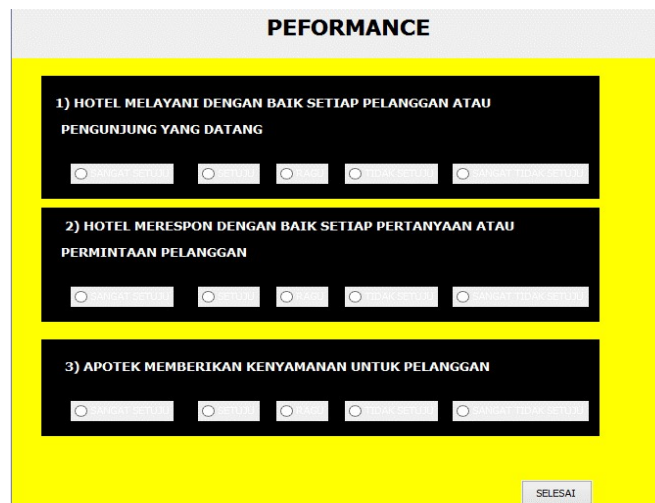 PEFORMANCE
1) HOTEL MELAYANI DENGAN BAIK SETIAP PELANGGAN ATAU
PENGUNJUNG YANG DATANG
SANGAT SETUJU SETUJU RAGU TIDAK SETUJU SANGAT TIDAK SETUJU
2) HOTEL MERESPON DENGAN BAIK SETIAP PERTANYAAN ATAU
PERMINTAAN PELANGGAN
SANGAT SETUJU SETUJU RAGU TIDAK SETUJU SANGAT TIDAK SETUJU
3) APOTEK MEMBERIKAN KENYAMANAN UNTUK PELANGGAN
SANGAT SETUJU SETUJU RAGU TIDAK SETUJU SANGAT TIDAK SETUJU
SELESAI